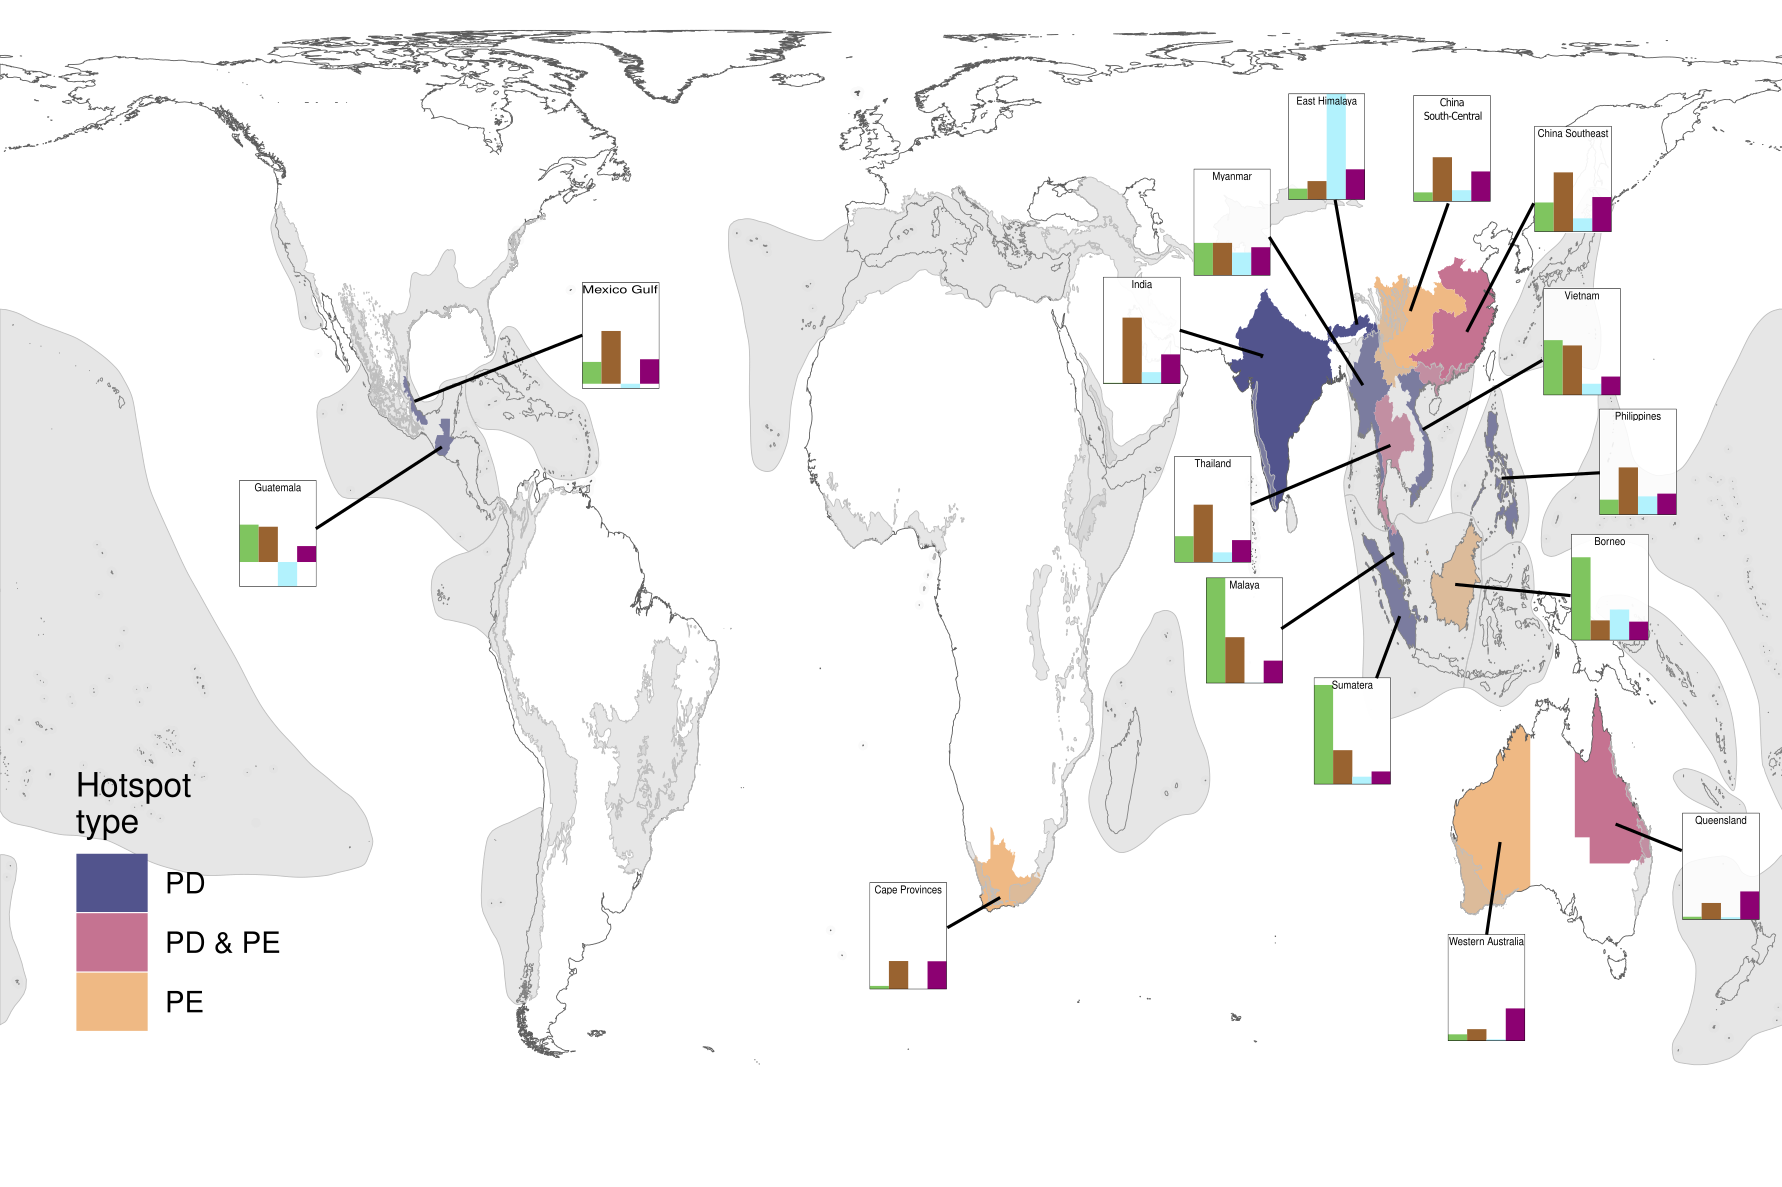 East Himalaya
China
South-Central
China Southeast
Myanmar
India
Mexico Gulf
Vietnam
Philippines
Thailand
Guatemala
Borneo
Malaya
Sumatera
Hotspot
type
PD
PD & PE
PE
Queensland
Cape Provinces
Western Australia